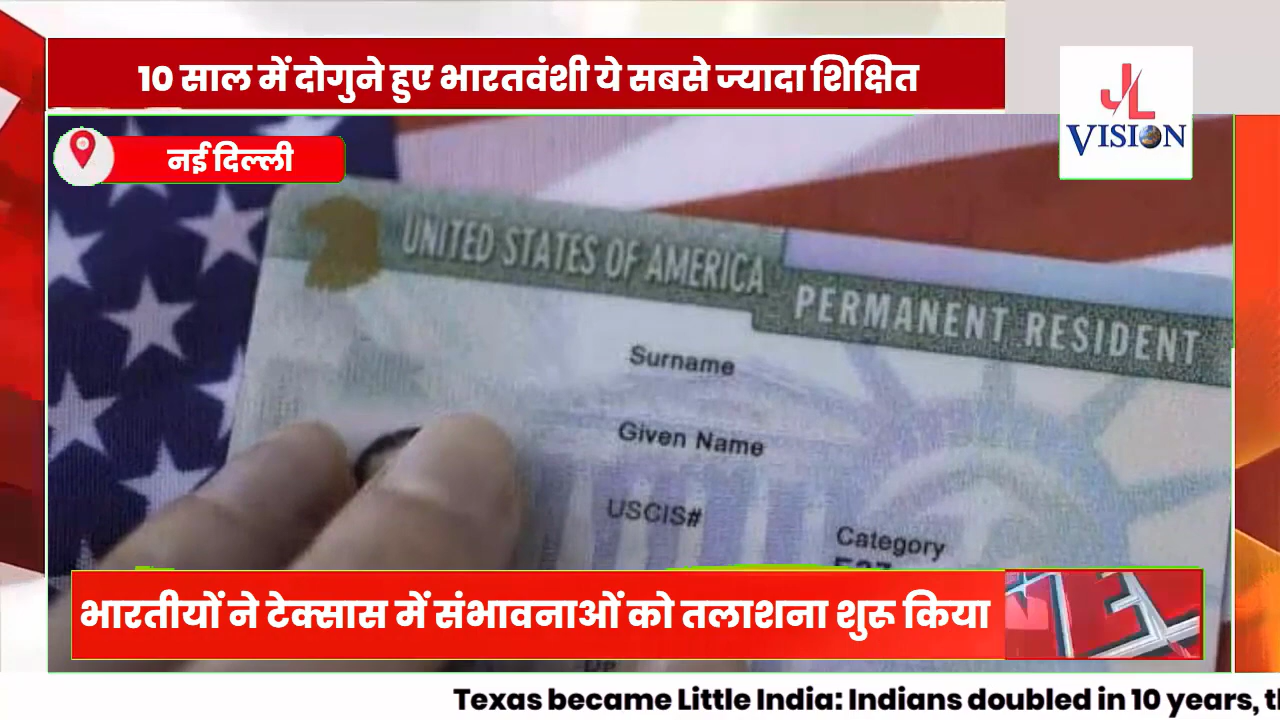 10 साल में दोगुने हुए भारतवंशी ये सबसे ज्यादा शिक्षित
JL
VISION
नई दिल्ली
UNITED STATES OF AMERICA
PERMANENT RESIDENT
Surname
Given Name
USCIS#
Category
भारतीयों ने टेक्सास में संभावनाओं को तलाशना शुरू किया
Texas became Little India: Indians doubled in 10 years,